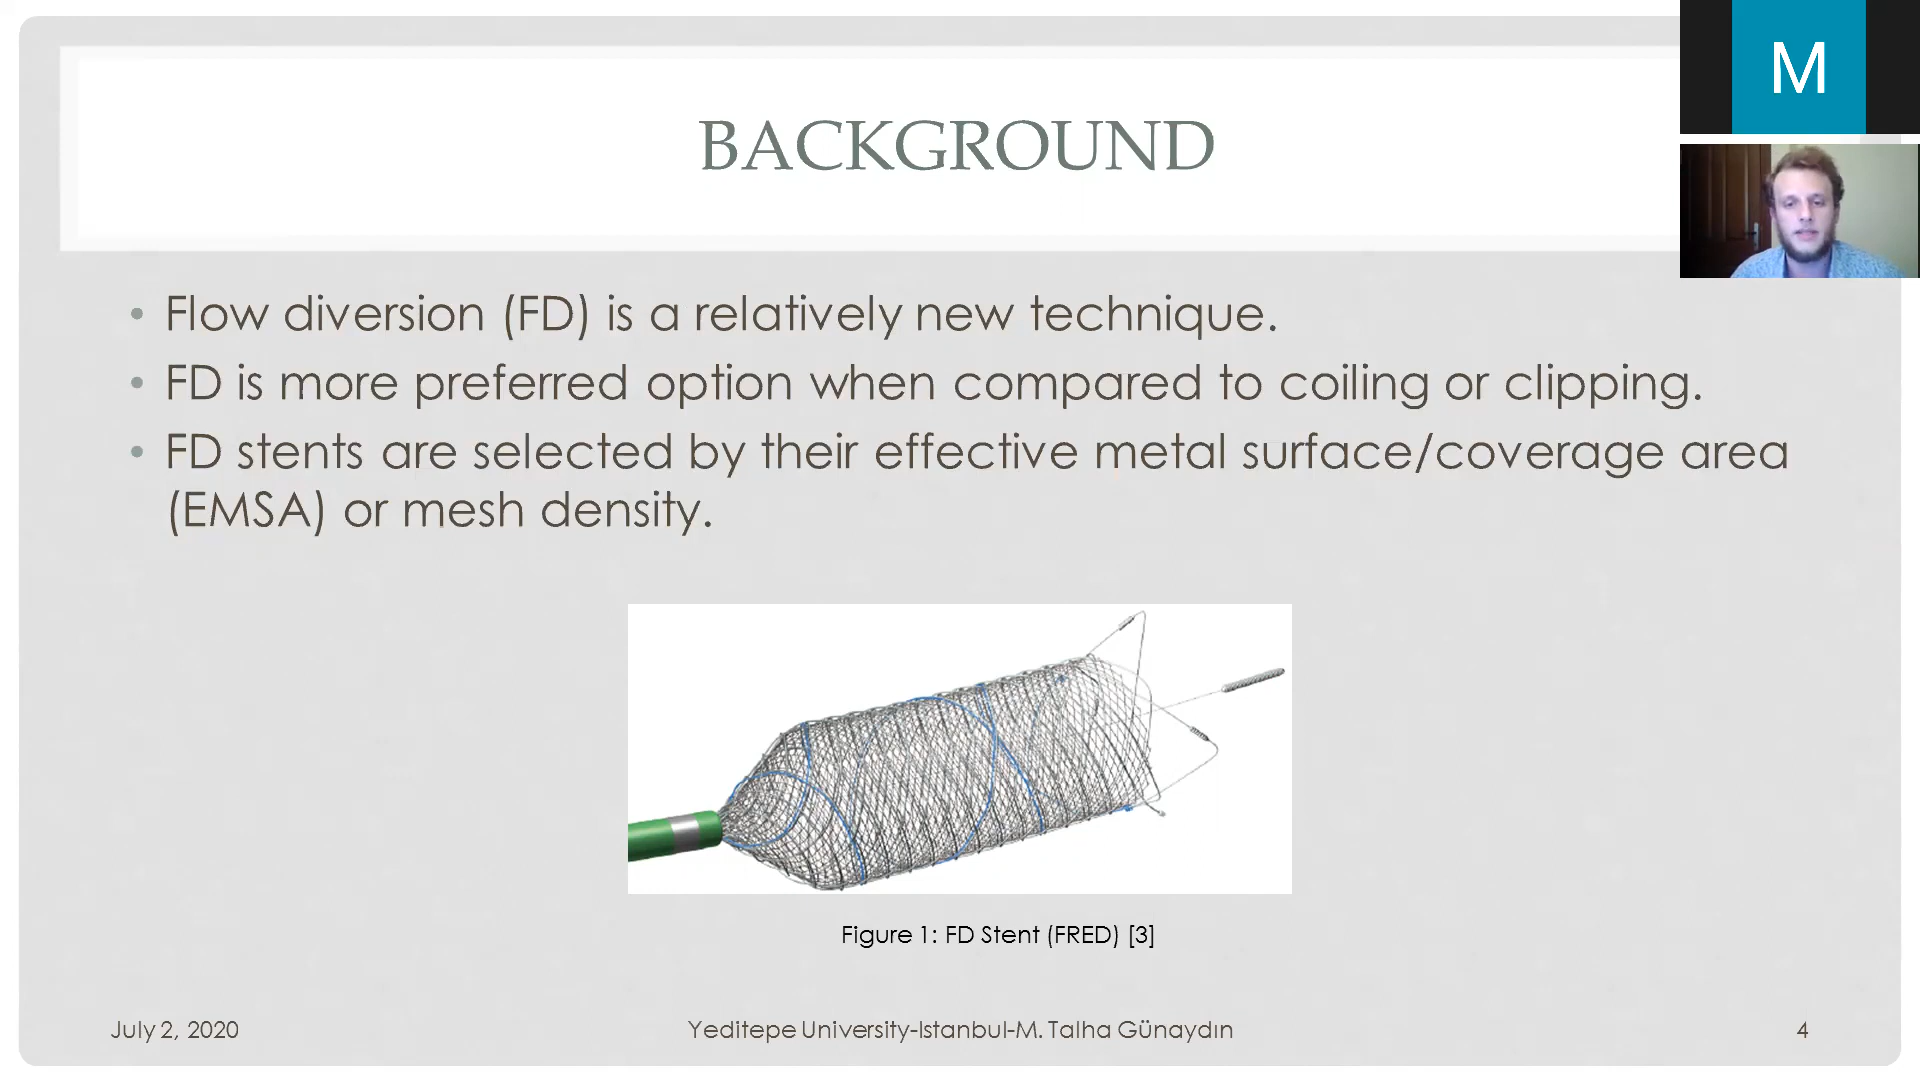 M
BACKGROUND
• Flow diversion (FD) is a relatively new technique.
• FD is more preferred option when compared to coiling or clipping.
• FD stents are selected by their effective metal surface/coverage area
(EMSA) or mesh density.
Figure 1: FD Stent (FRED) [3]
July 2, 2020
Yeditepe University-Istanbul-M. Talha Günaydın
4